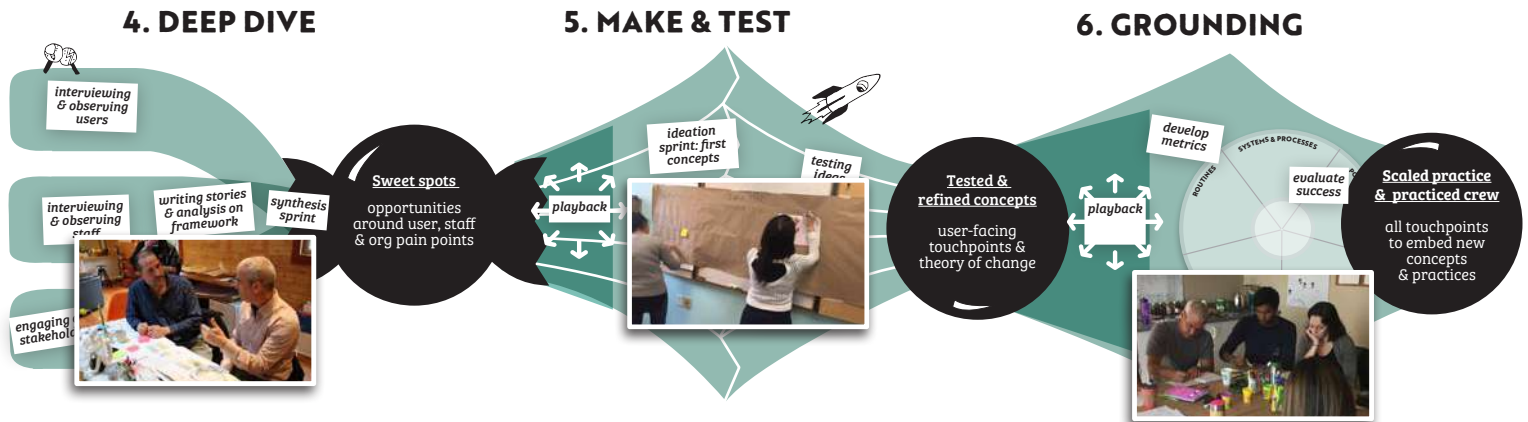 4. DEEP DIVE
interviewing
& observing
users
interviewing
& observing
staff
writing stories
& analysis on
framework
synthesis
sprint
engaging
Sweet spots
opportunities
around user, staff
& org pain points
5. MAKE & TEST
playback
ideation
sprint: first
concepts
testing
ideas
Tested &
refined concepts
user-facing
touchpoints &
theory of change
6. GROUNDING
playback
develop
metrics
ROUTINES
SYSTEMS & PROCESSES
evaluate
success
Scaled practice
& practiced crew
all touchpoints
to embed new
concepts
& practices